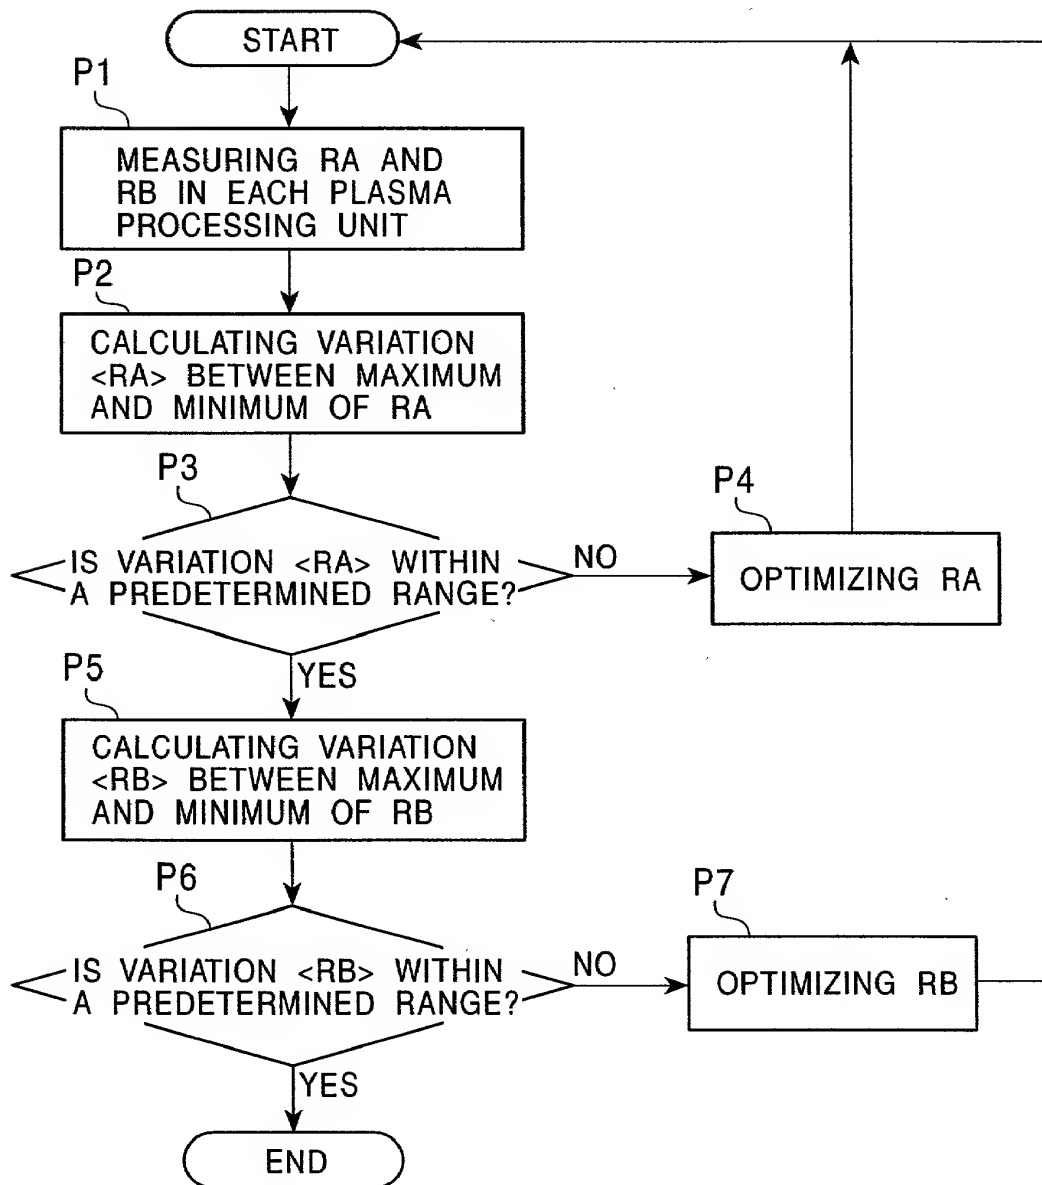 START
P1
MEASURING RA AND
RB IN EACH PLASMA
PROCESSING UNIT
P2
CALCULATING VARIATION
<RA> BETWEEN MAXIMUM
AND MINIMUM OF RA
P3
IS VARIATION <RA> WITHIN
A PREDETERMINED RANGE?
NO
P4
OPTIMIZING RA
YES
P5
CALCULATING VARIATION
<RB> BETWEEN MAXIMUM
AND MINIMUM OF RB
P6
IS VARIATION <RB> WITHIN
A PREDETERMINED RANGE?
NO
P7
OPTIMIZING RB
YES
END